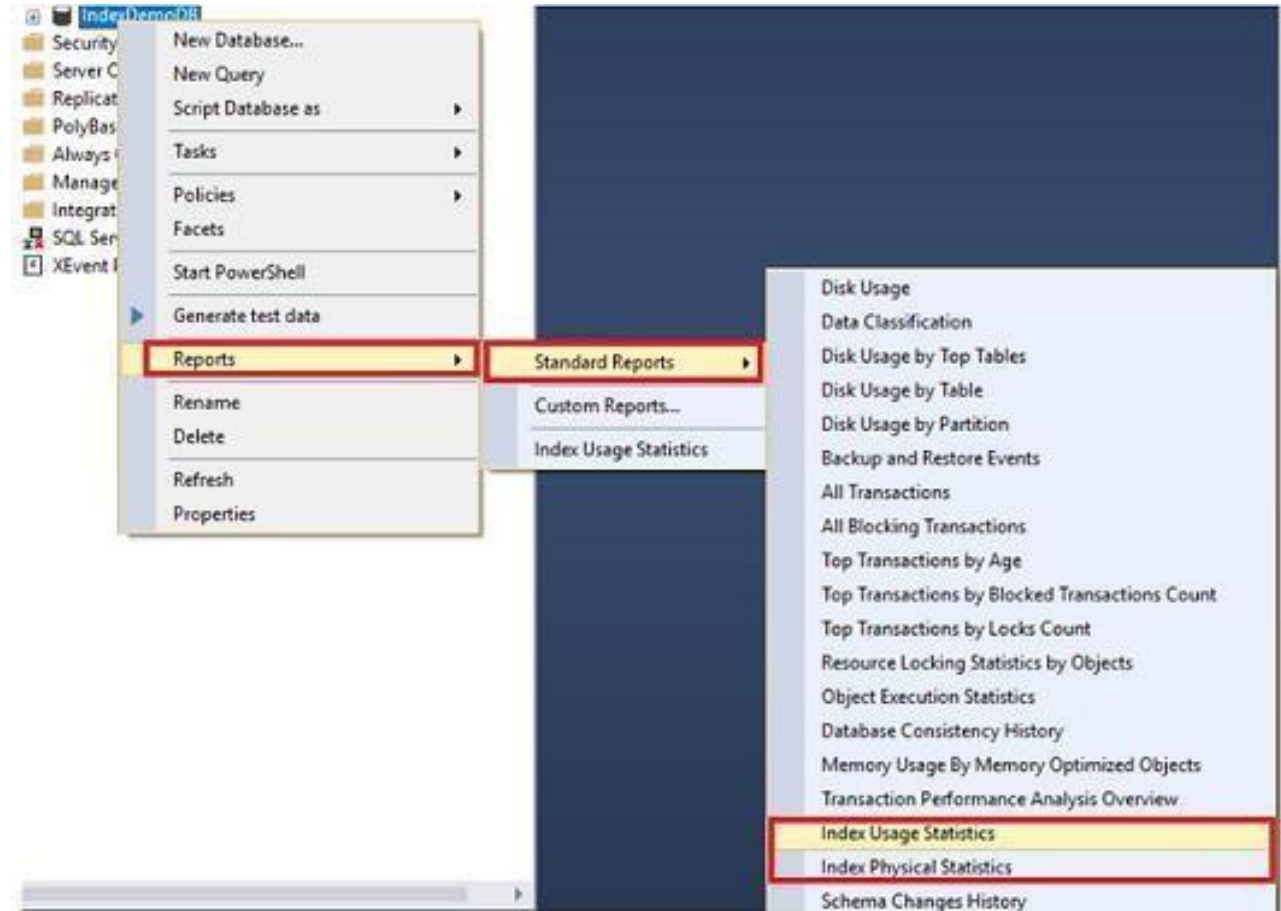 IndexDemoDB
Security
Server O
Replicat
PolyBas
Always
Manage
Integrat
SQL Ser
XEvent
New Database...
New Query
Script Database as
Tasks
Policies
Facets
Start PowerShell
Generate test data
Reports
Rename
Delete
Refresh
Properties
Standard Reports
Custom Reports...
Index Usage Statistics
Disk Usage
Data Classification
Disk Usage by Top Tables
Disk Usage by Table
Disk Usage by Partition
Backup and Restore Events
All Transactions
All Blocking Transactions
Top Transactions by Age
Top Transactions by Blocked Transactions Count
Top Transactions by Locks Count
Resource Locking Statistics by Objects
Object Execution Statistics
Database Consistency History
Memory Usage By Memory Optimized Objects
Transaction Performance Analysis Overview
Index Usage Statistics
Index Physical Statistics
Schema Changes History